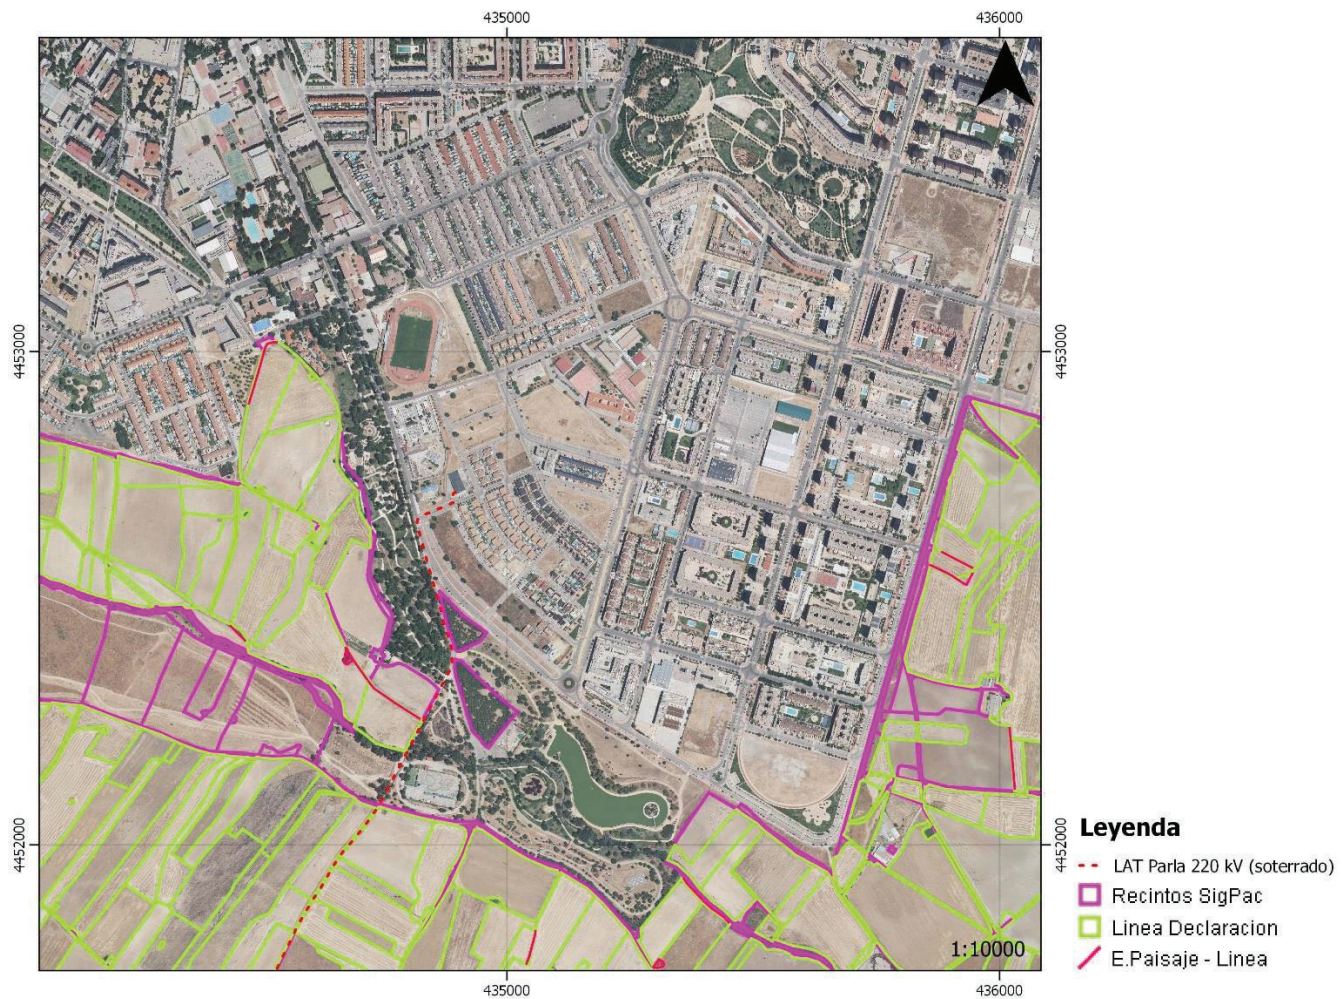 435000
436000
4453000
4453000
4452000
4452000
Leyenda
LAT Parla 220 kV (soterrado)
Recintos SigPac
Linea Declaracion
E.Paisaje - Linea
1:10000
435000
436000